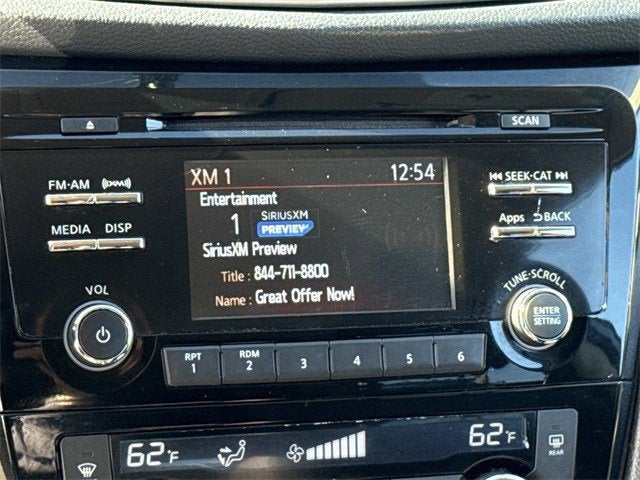 SCAN
FM·AM ((XM))
SEEK·CAT
MEDIA DISP
Apps BACK
XM 1 12:54
Entertainment
1 SIRIUSXM
PREVIEW
SiriusXM Preview
Title : 844-711-8800
Name : Great Offer Now!
VOL
TUNE·SCROLL
ENTER
SETTING
RPT RDM
1 2 3 4 5 6
62°F 62°F
REAR